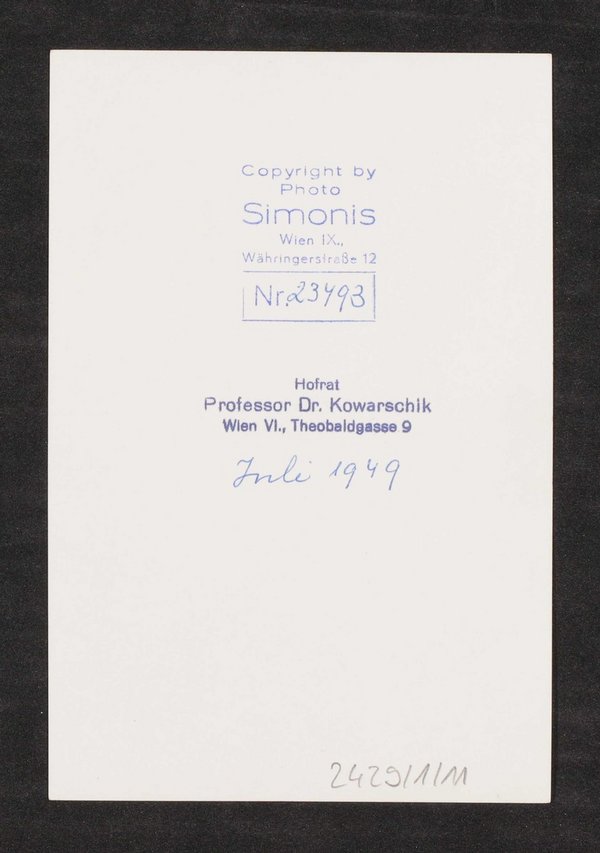 Copyright by
Photo
Simonis
Wien IX.,
Währingerstraße 12
Nr. 23493
Hofrat
Professor Dr. Kowarschik
Wien VI., Theobaldgasse 9
Juli 1949
2429/1/11